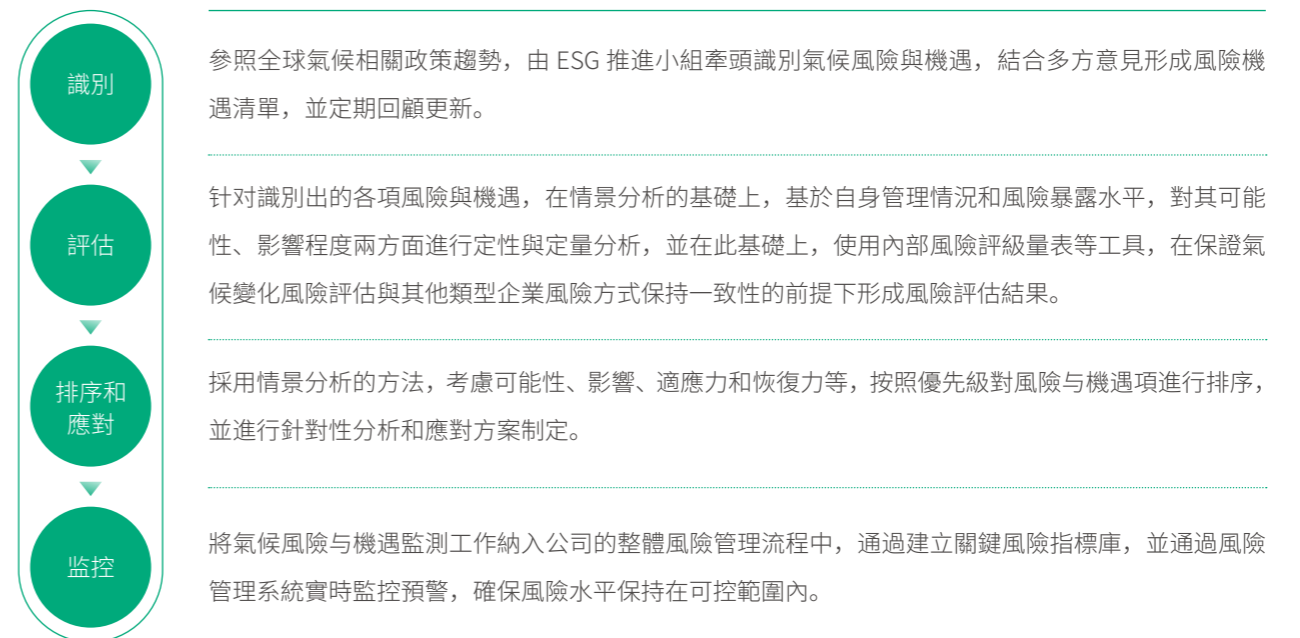 識別
參照全球氣候相關政策趨勢，由 ESG 推進小組牽頭識別氣候風險與機遇，結合多方意見形成風險機
遇清單，並定期回顧更新。
評估
针对識別出的各項風險與機遇，在情景分析的基礎上，基於自身管理情況和風險暴露水平，對其可能
性、影響程度兩方面進行定性與定量分析，並在此基礎上，使用內部風險評級量表等工具，在保證氣
候變化風險評估與其他類型企業風險方式保持一致性的前提下形成風險評估結果。
排序和
應對
採用情景分析的方法，考慮可能性、影響、適應力和恢復力等，按照優先級對風險与機遇項進行排序，
並進行針對性分析和應對方案制定。
监控
將氣候風險与機遇監測工作納入公司的整體風險管理流程中，通過建立關鍵風險指標庫，並通過風險
管理系統實時監控預警，確保風險水平保持在可控範圍內。